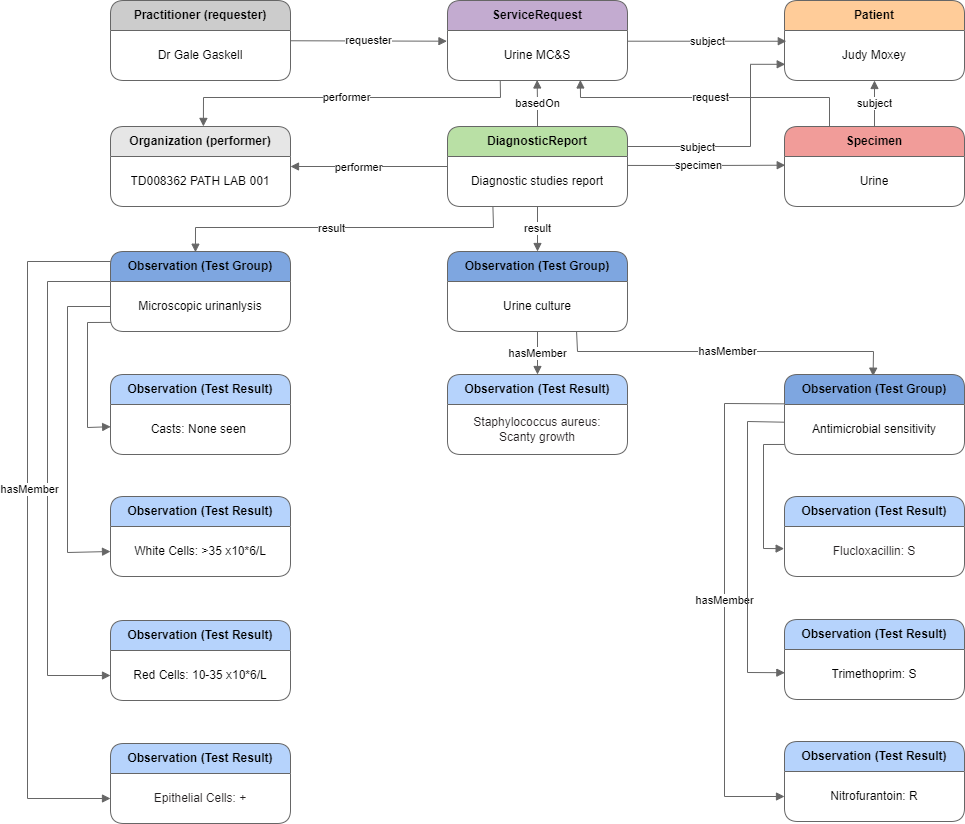 Practitioner (requester)
Dr Gale Gaskell
requester
ServiceRequest
Urine MC&S
subject
Patient
Judy Moxey
performer
basedOn
request
subject
Organization (performer)
TD008362 PATH LAB 001
performer
DiagnosticReport
Diagnostic studies report
subject
specimen
Specimen
Urine
result
result
Observation (Test Group)
Microscopic urinanlysis
Observation (Test Group)
Urine culture
hasMember
hasMember
Observation (Test Result)
Casts: None seen
Observation (Test Result)
Staphylococcus aureus:
Scanty growth
Observation (Test Group)
Antimicrobial sensitivity
hasMember
Observation (Test Result)
White Cells: >35 x10*6/L
Observation (Test Result)
Flucloxacillin: S
hasMember
Observation (Test Result)
Red Cells: 10-35 x10*6/L
Observation (Test Result)
Trimethoprim: S
Observation (Test Result)
Epithelial Cells: +
Observation (Test Result)
Nitrofurantoin: R